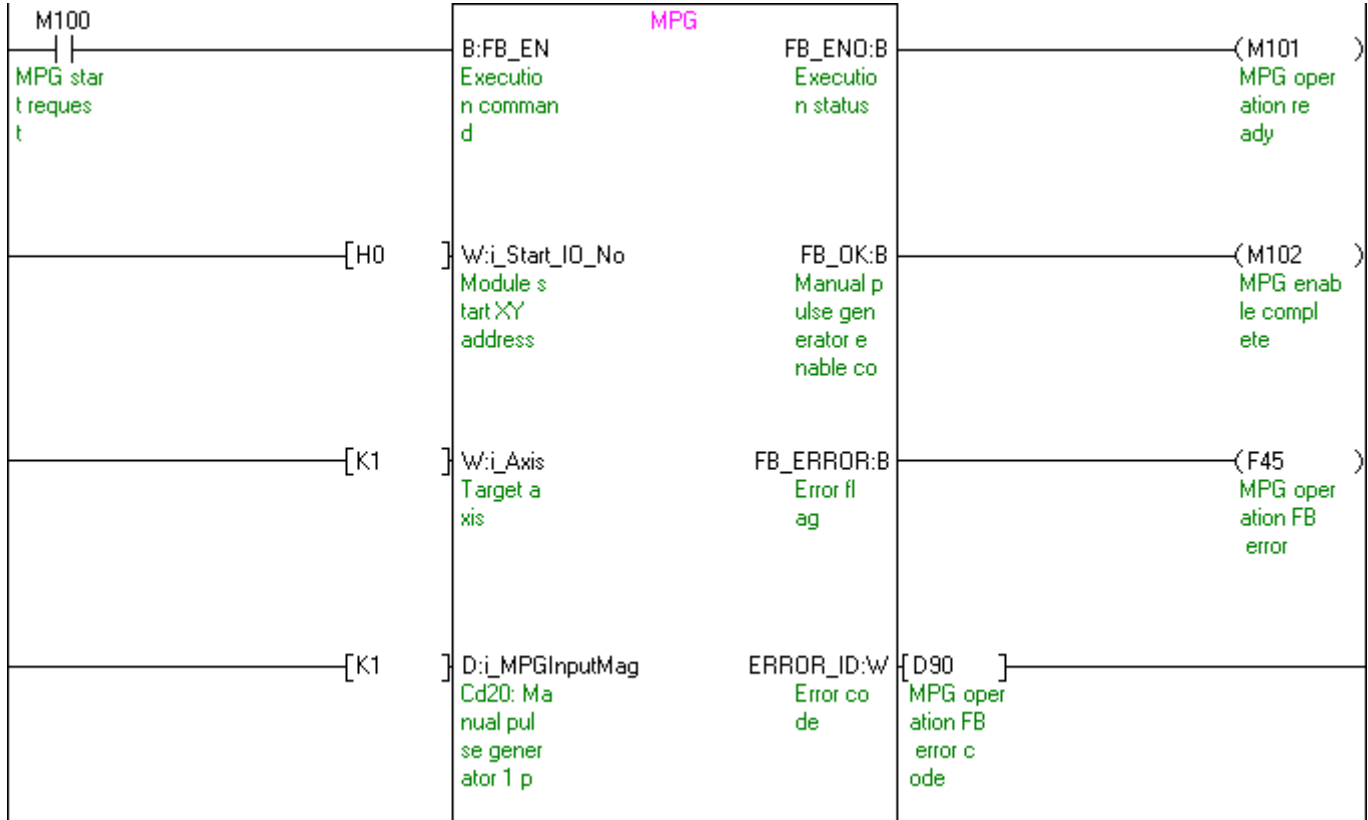 M100
MPG
B:FB_EN
FB_ENO:B
(M101 )
MPG star
t reques
t
Executio
n comman
d
Executio
n status
MPG oper
ation re
ady
[H0 ]
W:i_Start_IO_No
FB_OK:B
(M102 )
Module s
tart XY
address
Manual p
ulse gen
erator e
nable co
MPG enab
le compl
ete
[K1 ]
W:i_Axis
FB_ERROR:B
(F45 )
Target a
xis
Error fl
ag
MPG oper
ation FB
error
[K1 ]
D:i_MPGInputMag
ERROR_ID:W
[D90 ]
Cd20: Ma
nual pul
se gener
ator 1 p
Error co
de
MPG oper
ation FB
error c
ode